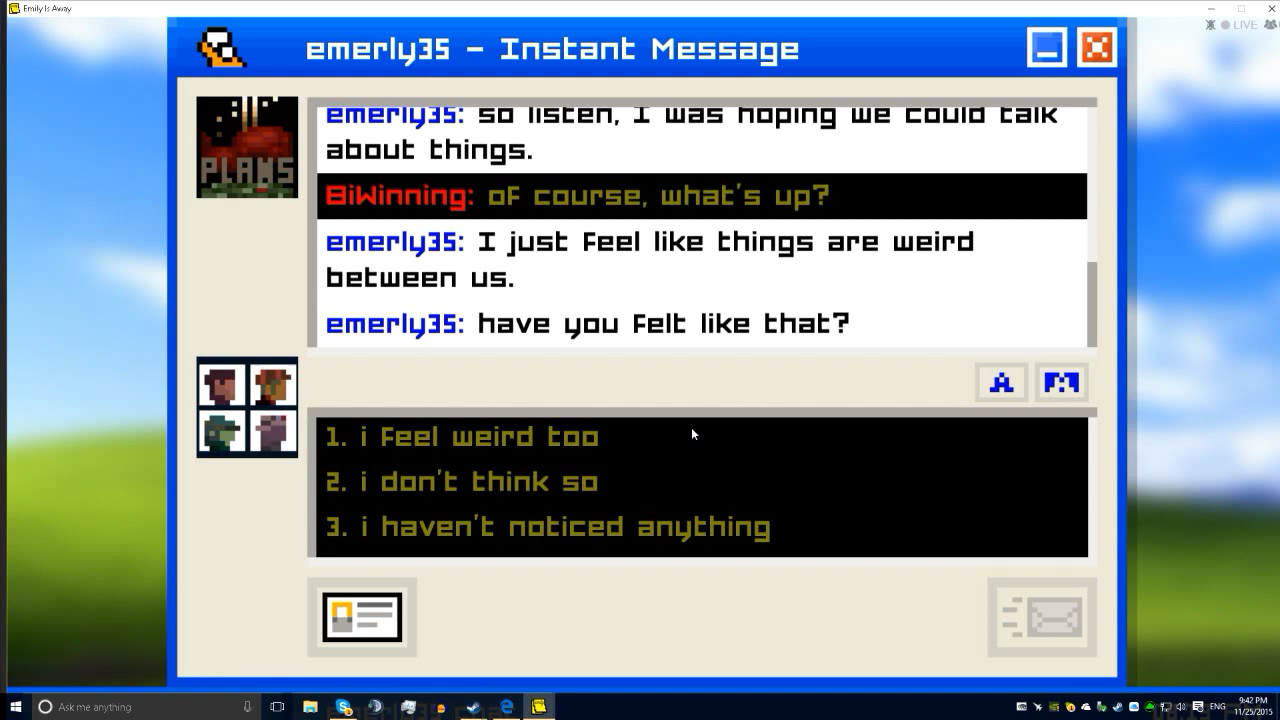 Emily Is Away
LIVE
emerly35 - Instant Message
emerly35: so listen, I was hoping we could talk
about things.
PLANS
BiWinning: of course, what's up?
emerly35: I just feel like things are weird
between us.
emerly35: have you felt like that?
A
1. i feel weird too
2. i don't think so
3. i haven't noticed anything
Ask me anything
ENG
9:42 PM
11/25/2015